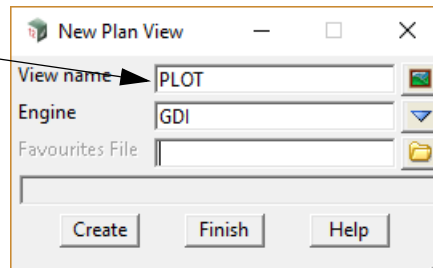 New Plan View
View name PLOT
Engine GDI
Favourites File
Create Finish Help